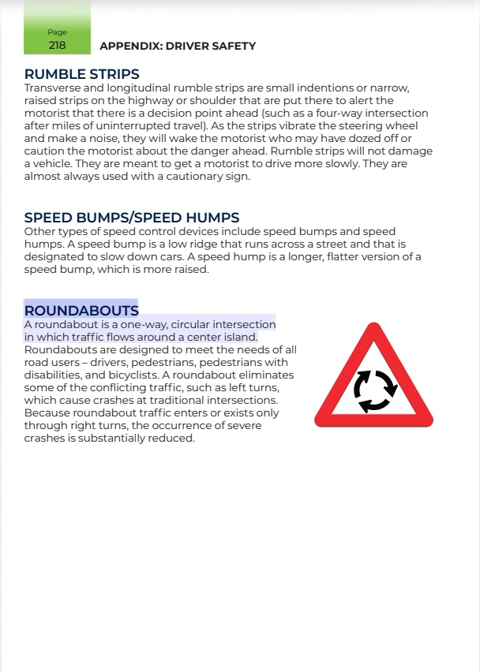 Page
218
APPENDIX: DRIVER SAFETY
RUMBLE STRIPS
Transverse and longitudinal rumble strips are small indentions or narrow,
raised strips on the highway or shoulder that are put there to alert the
motorist that there is a decision point ahead (such as a four-way intersection
after miles of uninterrupted travel). As the strips vibrate the steering wheel
and make a noise, they will wake the motorist who may have dozed off or
caution the motorist about the danger ahead. Rumble strips will not damage
a vehicle. They are meant to get a motorist to drive more slowly. They are
almost always used with a cautionary sign.
SPEED BUMPS/SPEED HUMPS
Other types of speed control devices include speed bumps and speed
humps. A speed bump is a low ridge that runs across a street and that is
designated to slow down cars. A speed hump is a longer, flatter version of a
speed bump, which is more raised.
ROUNDABOUTS
A roundabout is a one-way, circular intersection
in which traffic flows around a center island.
Roundabouts are designed to meet the needs of all
road users – drivers, pedestrians, pedestrians with
disabilities, and bicyclists. A roundabout eliminates
some of the conflicting traffic, such as left turns,
which cause crashes at traditional intersections.
Because roundabout traffic enters or exists only
through right turns, the occurrence of severe
crashes is substantially reduced.